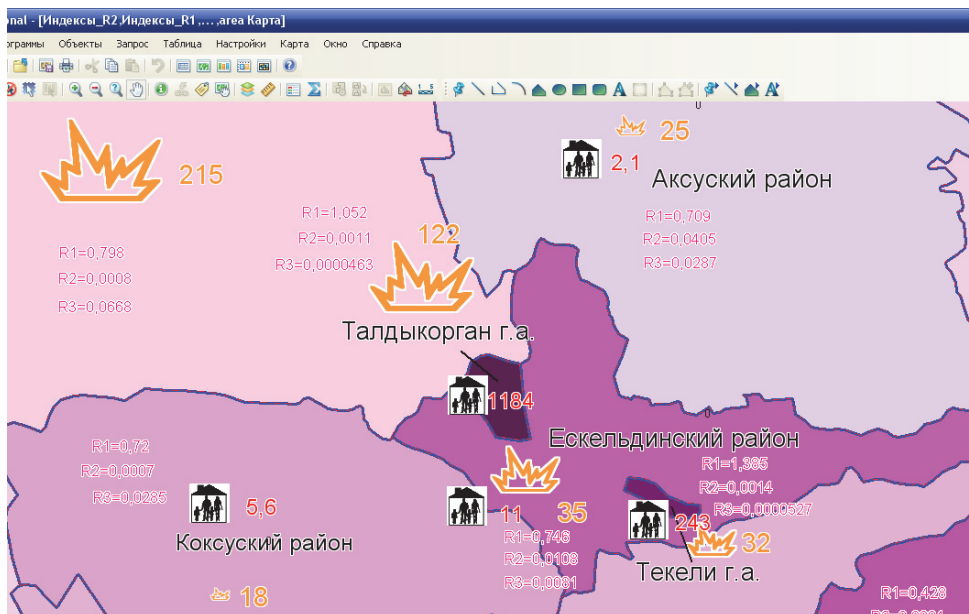 onal - [Индексы_R2,Индексы_R1,...,area Карта]
ограммы Объекты Запрос Таблица Настройки Карта Окно Справка
25
2,1
Аксуский район
R1=0,709
R2=0,0405
R3=0,0287
215
R1=0,798
R2=0,0008
R3=0,0668
R1=1,052
R2=0,0011
R3=0,0000463
122
Талдыкорган г.а.
1184
Ескельдинский район
R1=1,385
R2=0,0014
R3=0,0000527
R1=0,72
R2=0,0007
R3=0,0285
5,6
Коксуский район
18
11
35
R1=0,746
R2=0,0108
R3=0,0081
243
32
Текели г.а.
R1=0,428